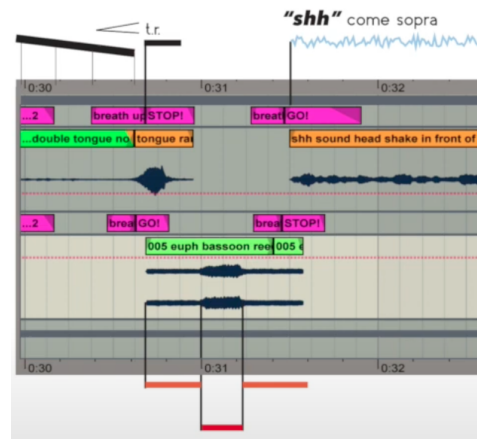 t.r.
"shh" come sopra
0:30 0:31 0:32
...2 breath up STOP! breath GO!
...double tongue no tongue ra shh sound head shake in front of
...2 brea GO! brea STOP!
005 euph bassoon ree 005 e
0:30 0:31 0:32